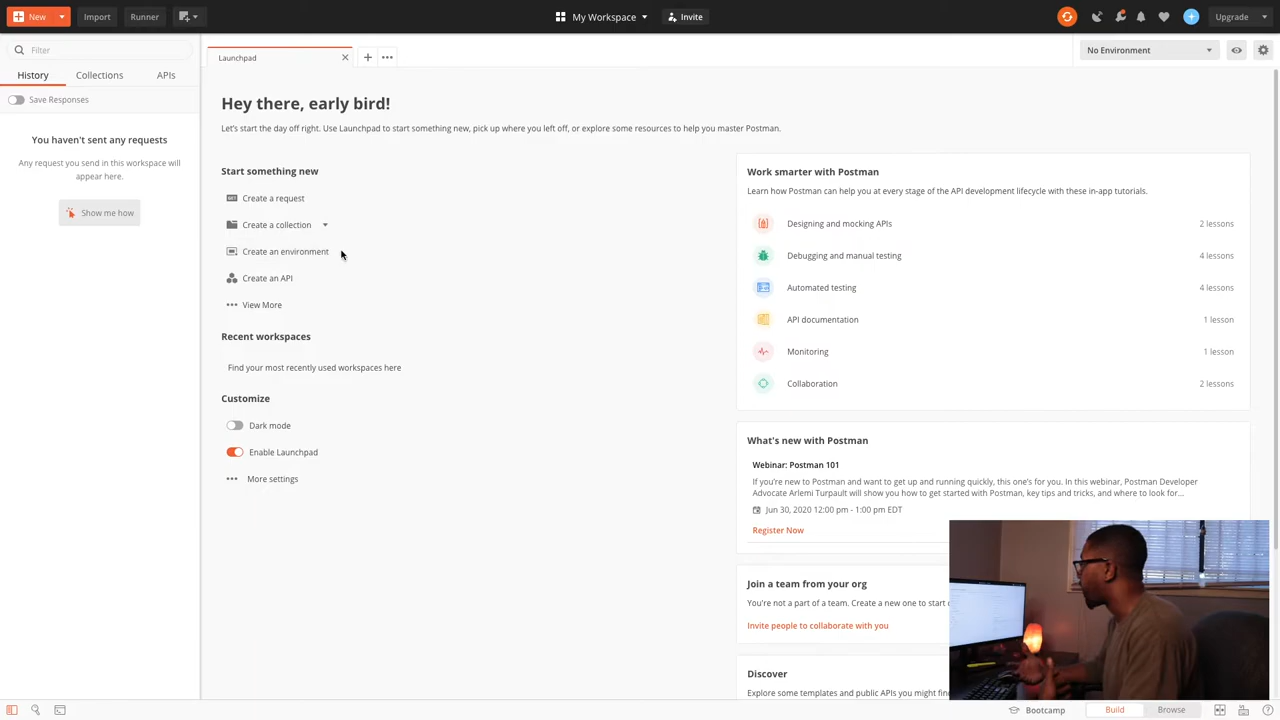 New
Import
Runner
My Workspace
Invite
Upgrade
Filter
History
Collections
APIs
Save Responses
You haven't sent any requests
Any request you send in this workspace will
appear here.
Show me how
Launchpad
No Environment
Hey there, early bird!
Let's start the day off right. Use Launchpad to start something new, pick up where you left off, or explore some resources to help you master Postman.
Start something new
Create a request
Create a collection
Create an environment
Create an API
View More
Recent workspaces
Find your most recently used workspaces here
Customize
Dark mode
Enable Launchpad
More settings
Work smarter with Postman
Learn how Postman can help you at every stage of the API development lifecycle with these in-app tutorials.
Designing and mocking APIs 2 lessons
Debugging and manual testing 4 lessons
Automated testing 4 lessons
API documentation 1 lesson
Monitoring 1 lesson
Collaboration 2 lessons
What's new with Postman
Webinar: Postman 101
If you're new to Postman and want to get up and running quickly, this one's for you. In this webinar, Postman Developer
Advocate Arlemi Turpault will show you how to get started with Postman, key tips and tricks, and where to look for...
Jun 30, 2020 12:00 pm - 1:00 pm EDT
Register Now
Join a team from your org
You're not a part of a team. Create a new one to start
Invite people to collaborate with you
Discover
Explore some templates and public APIs you might
Bootcamp
Build
Browse